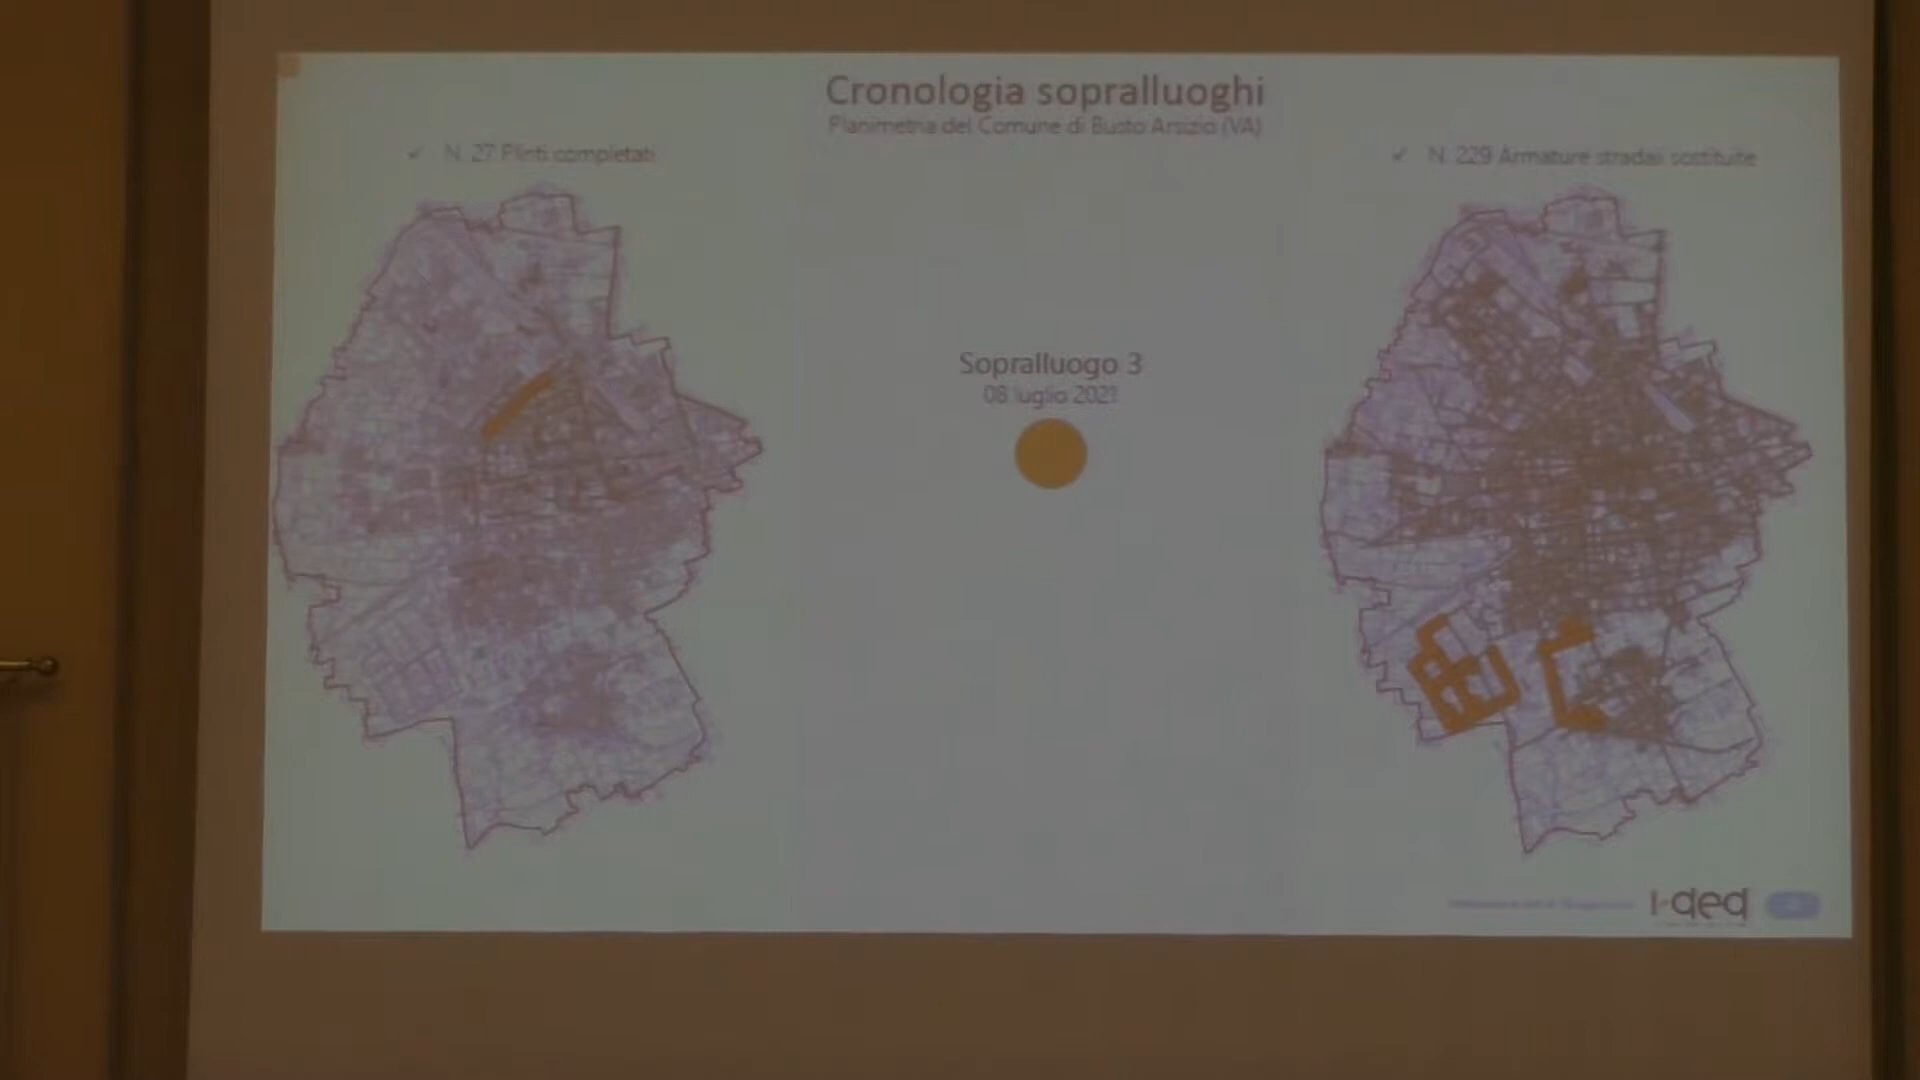 Cronologia sopralluoghi
Planimetria del Comune di Busto Arsizio (VA)
✓ N. 27 Plinti completati
✓ N. 229 Armature stradali sostituite
Sopralluogo 3
08 luglio 2021
i-deq